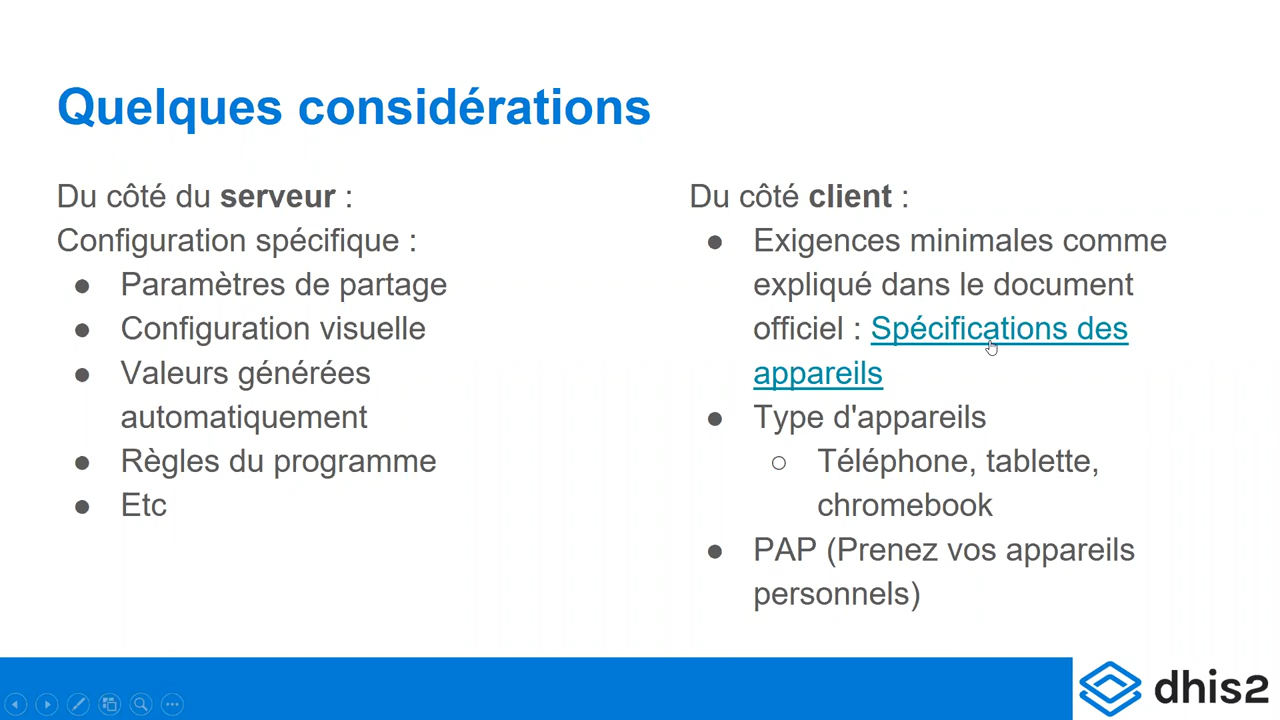 Quelques considérations
Du côté du serveur :
Configuration spécifique :
● Paramètres de partage
● Configuration visuelle
● Valeurs générées
automatiquement
● Règles du programme
● Etc
Du côté client :
● Exigences minimales comme
expliqué dans le document
officiel : Spécifications des
appareils
● Type d'appareils
○ Téléphone, tablette,
chromebook
● PAP (Prenez vos appareils
personnels)
dhis2